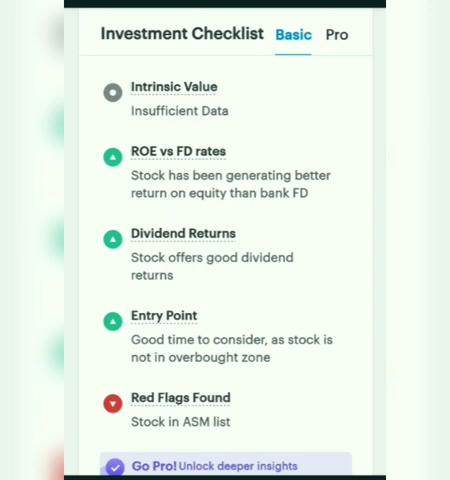 Investment Checklist Basic Pro
Intrinsic Value
Insufficient Data
ROE vs FD rates
Stock has been generating better
return on equity than bank FD
Dividend Returns
Stock offers good dividend
returns
Entry Point
Good time to consider, as stock is
not in overbought zone
Red Flags Found
Stock in ASM list
Go Pro! Unlock deeper insights